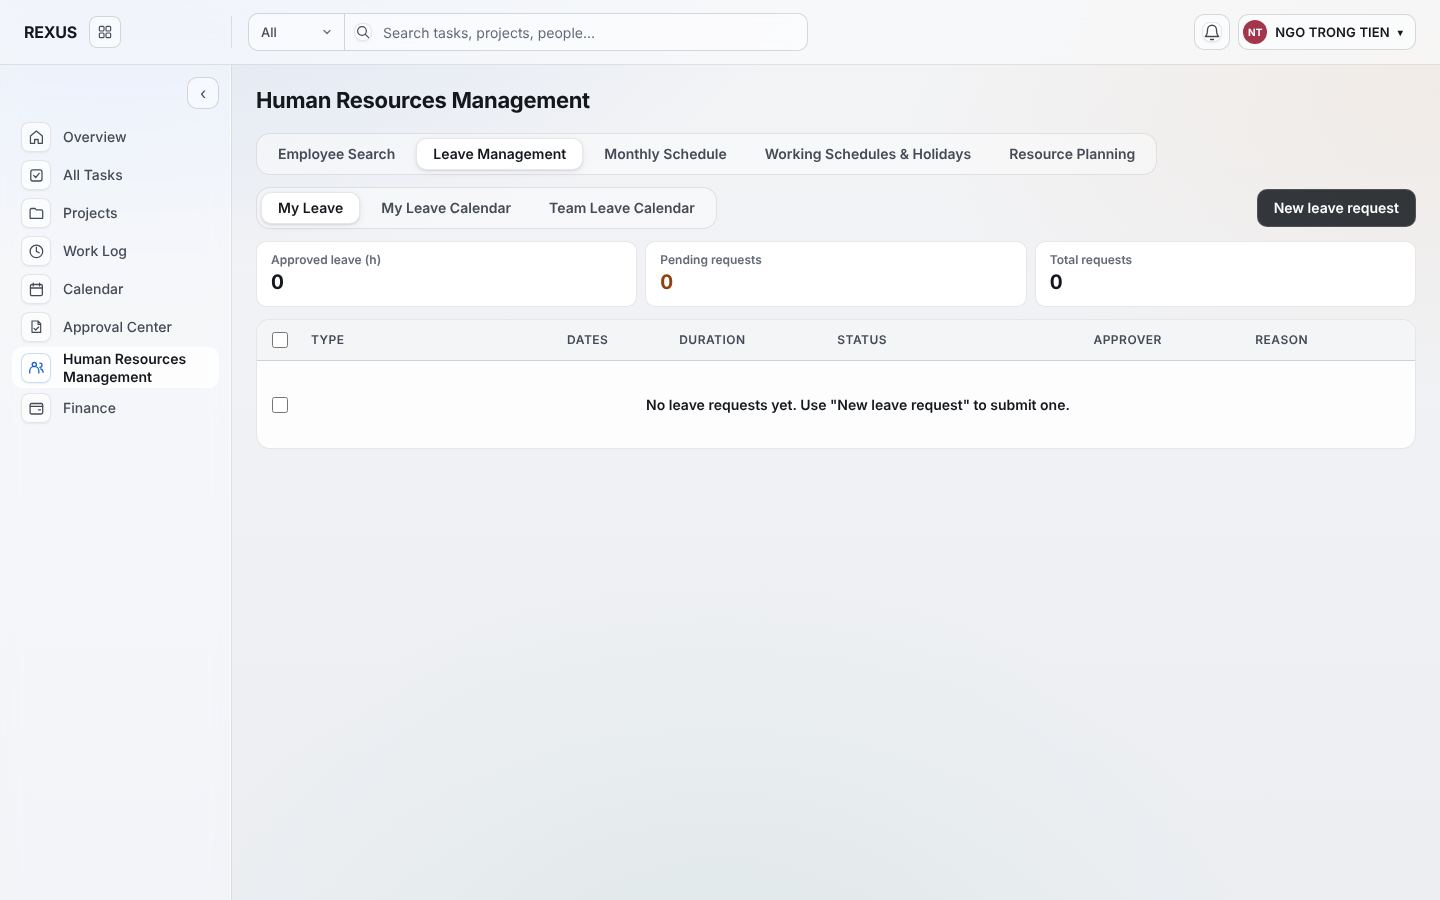 REXUS
All
Search tasks, projects, people...
NT
NGO TRONG TIEN
Overview
All Tasks
Projects
Work Log
Calendar
Approval Center
Human Resources
Management
Finance
Human Resources Management
Employee Search
Leave Management
Monthly Schedule
Working Schedules & Holidays
Resource Planning
My Leave
My Leave Calendar
Team Leave Calendar
New leave request
Approved leave (h)
0
Pending requests
0
Total requests
0
TYPE
DATES
DURATION
STATUS
APPROVER
REASON
No leave requests yet. Use "New leave request" to submit one.